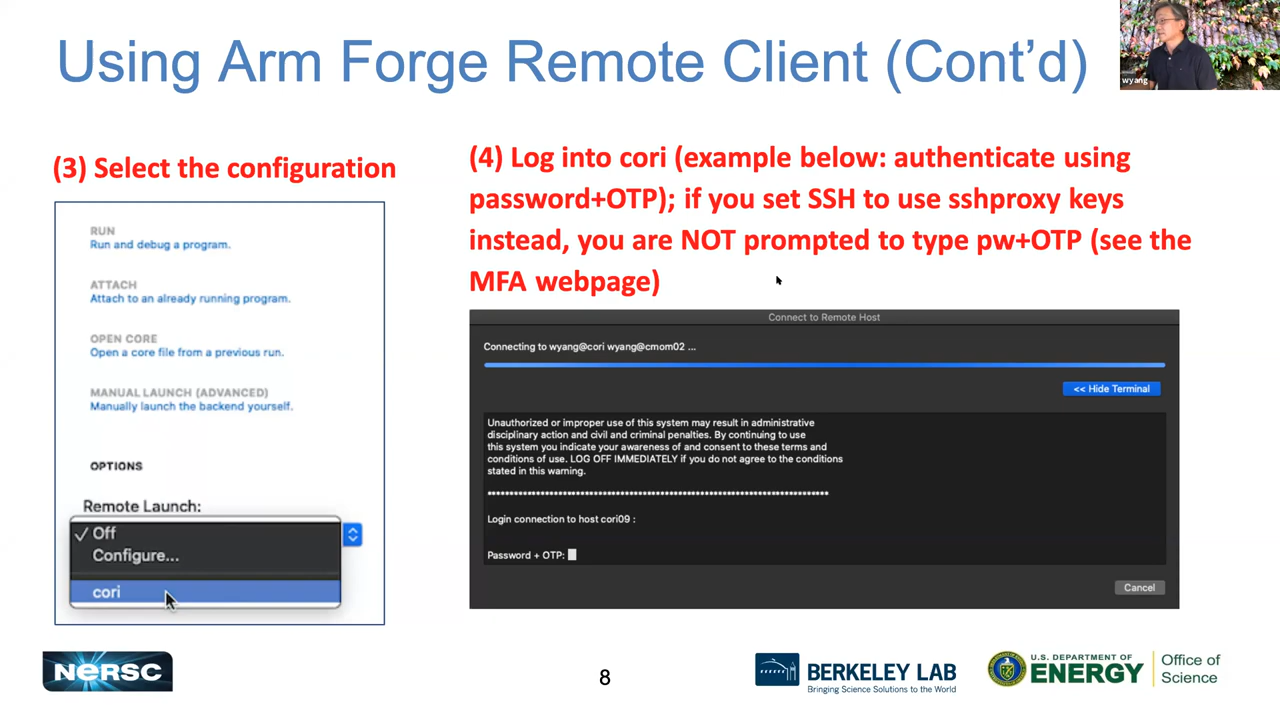 Using Arm Forge Remote Client (Cont’d)
wyang
(3) Select the configuration
RUN
Run and debug a program.
ATTACH
Attach to an already running program.
OPEN CORE
Open a core file from a previous run.
MANUAL LAUNCH (ADVANCED)
Manually launch the backend yourself.
OPTIONS
Remote Launch:
✓ Off
Configure...
cori
(4) Log into cori (example below: authenticate using
password+OTP); if you set SSH to use sshproxy keys
instead, you are NOT prompted to type pw+OTP (see the
MFA webpage)
Connect to Remote Host
Connecting to wyang@cori wyang@cmom02 ...
<< Hide Terminal
Unauthorized or improper use of this system may result in administrative
disciplinary action and civil and criminal penalties. By continuing to use
this system you indicate your awareness of and consent to these terms and
conditions of use. LOG OFF IMMEDIATELY if you do not agree to the conditions
stated in this warning.
Login connection to host cori09 :
Password + OTP:
Cancel
NERSC
8
BERKELEY LAB
Bringing Science Solutions to the World
U.S. DEPARTMENT OF
ENERGY
Office of
Science